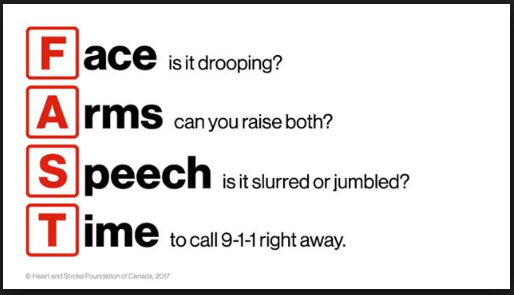 Face is it drooping?
Arms can you raise both?
Speech is it slurred or jumbled?
Time to call 9-1-1 right away.
© Heart and Stroke Foundation of Canada, 2017